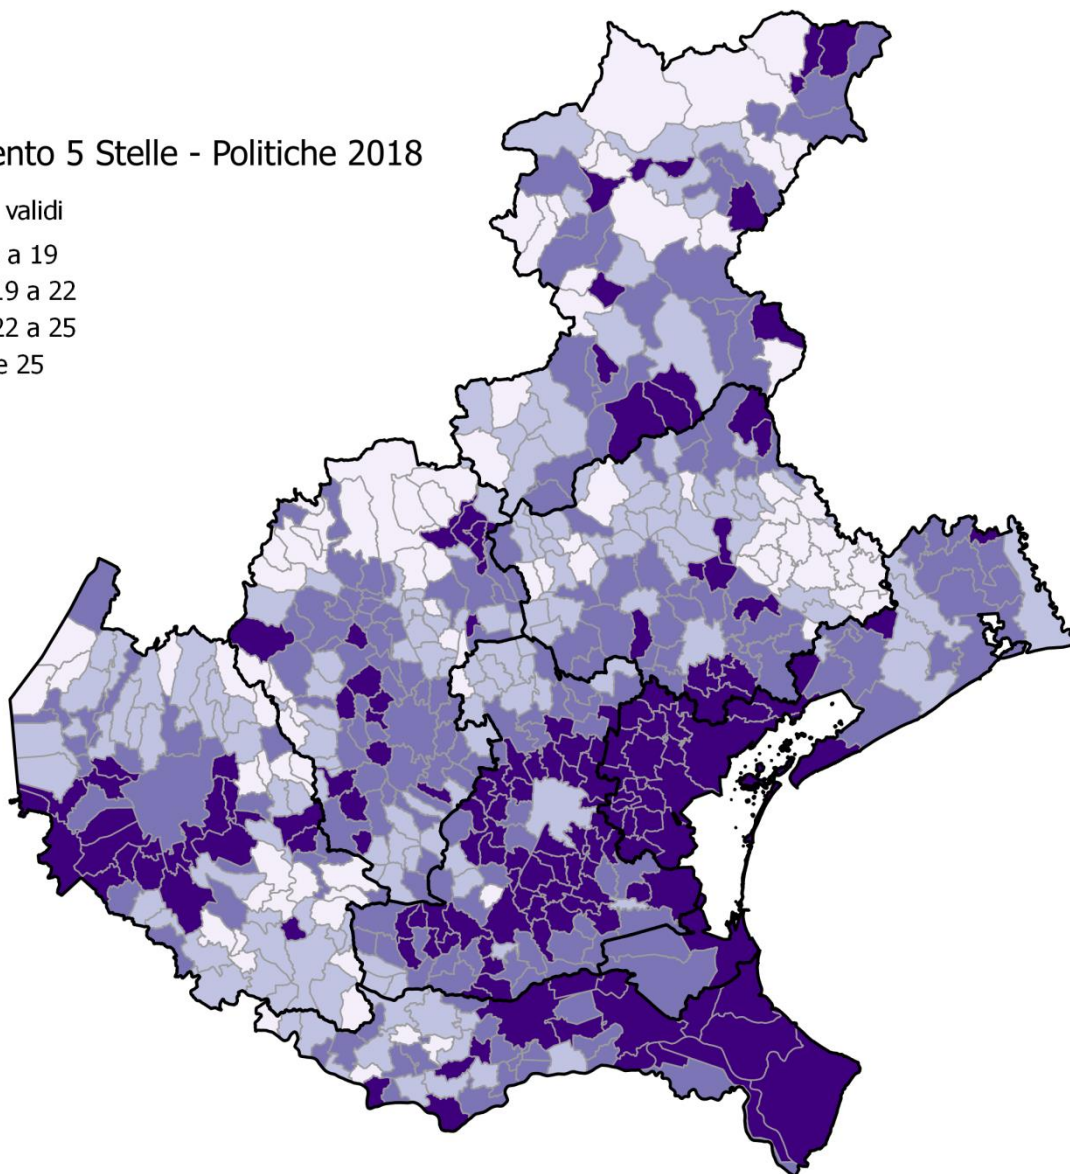 ento 5 Stelle - Politiche 2018
validi
a 19
19 a 22
22 a 25
e 25